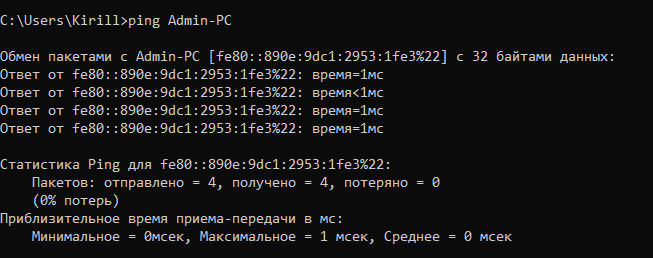 C:\Users\Kirill>ping Admin-PC
Обмен пакетами с Admin-PC [fe80::890e:9dc1:2953:1fe3%22] с 32 байтами данных:
Ответ от fe80::890e:9dc1:2953:1fe3%22: время=1мс
Ответ от fe80::890e:9dc1:2953:1fe3%22: время<1мс
Ответ от fe80::890e:9dc1:2953:1fe3%22: время=1мс
Ответ от fe80::890e:9dc1:2953:1fe3%22: время=1мс
Статистика Ping для fe80::890e:9dc1:2953:1fe3%22:
Пакетов: отправлено = 4, получено = 4, потеряно = 0
(0% потерь)
Приблизительное время приема-передачи в мс:
Минимальное = 0мсек, Максимальное = 1 мсек, Среднее = 0 мсек